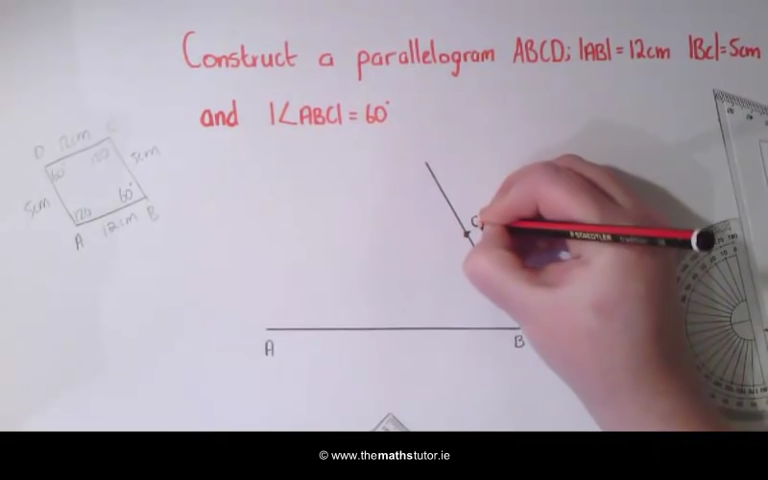 Construct a parallelogram ABCD; |AB| = 12cm |BC| = 5cm
and |∠ABC| = 60°
D 12cm C
60° 120 5cm
5cm 120 60° B
A 12cm
C
A B
STAEDTLER
© www.themathstutor.ie